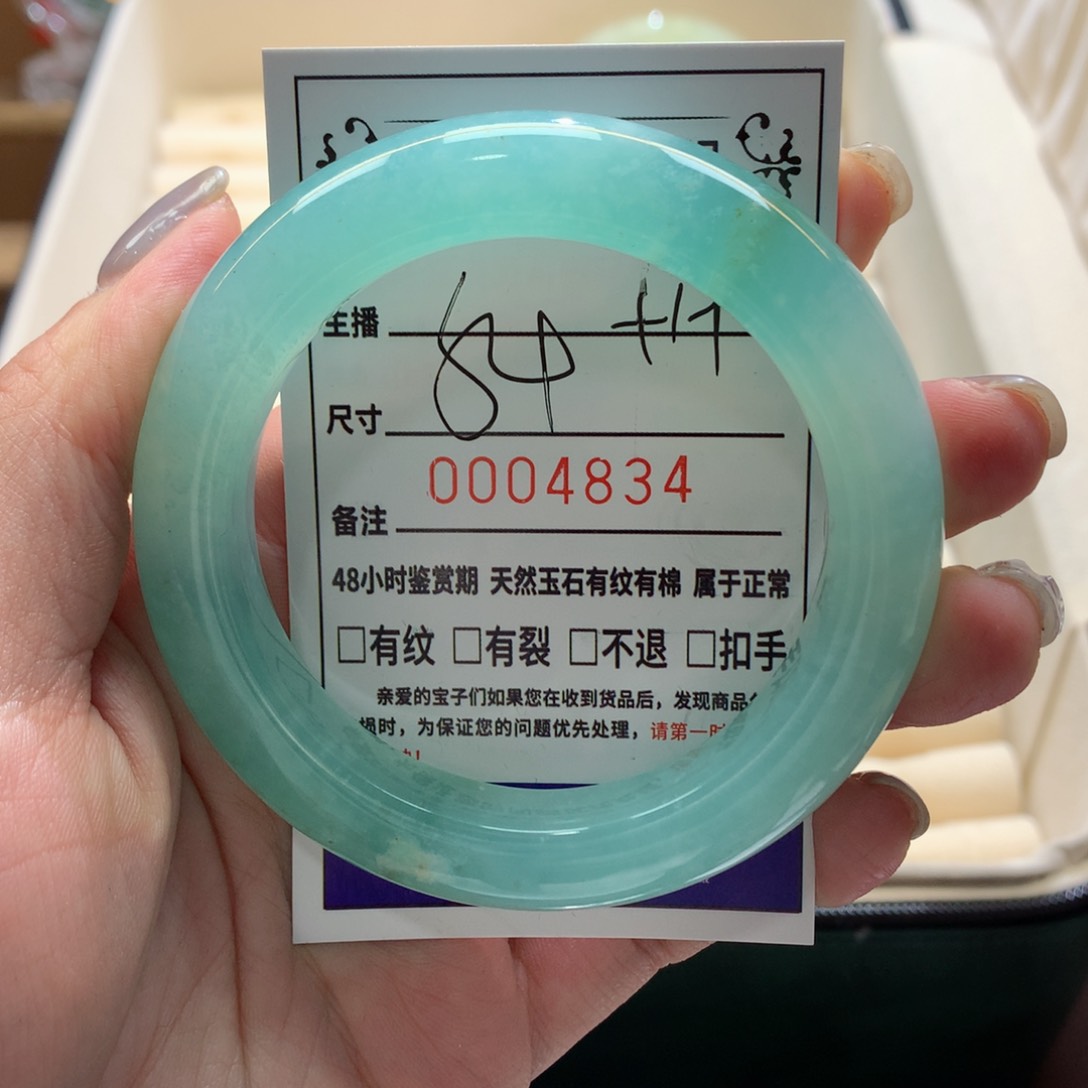 主播
尺寸 84
0004834
备注
48小时鉴赏期 天然玉石有纹有棉 属于正常
□有纹 □有裂 □不退 □扣手
亲爱的宝子们如果您在收到货品后，发现商品
损时，为保证您的问题优先处理，请第一时